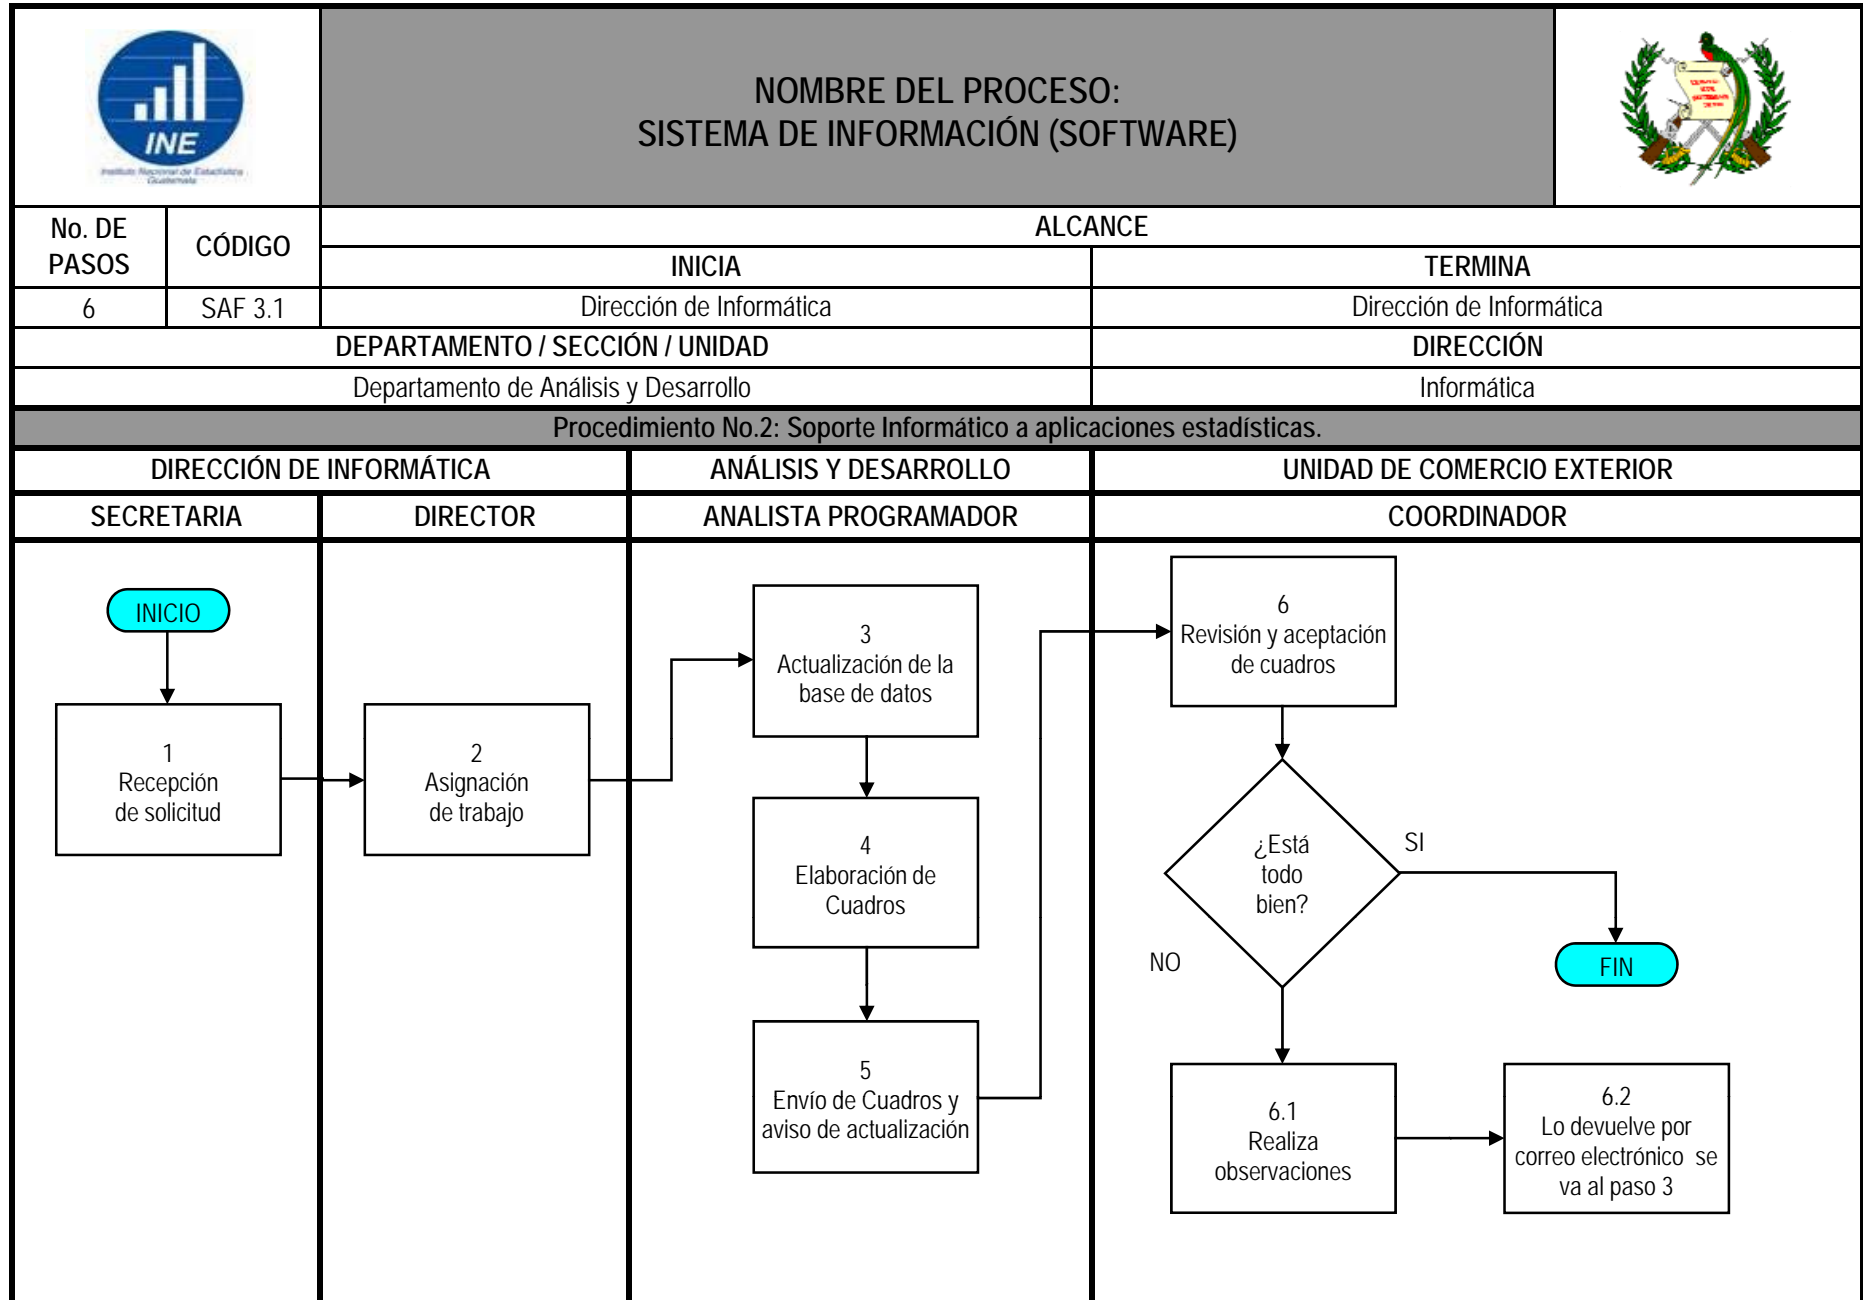 INE
Instituto Nacional de Estadística
Guatemala
NOMBRE DEL PROCESO:
SISTEMA DE INFORMACIÓN (SOFTWARE)
No. DE
PASOS
CÓDIGO
ALCANCE
INICIA
TERMINA
6
SAF 3.1
Dirección de Informática
Dirección de Informática
DEPARTAMENTO / SECCIÓN / UNIDAD
DIRECCIÓN
Departamento de Análisis y Desarrollo
Informática
Procedimiento No.2: Soporte Informático a aplicaciones estadísticas.
DIRECCIÓN DE INFORMÁTICA
ANÁLISIS Y DESARROLLO
UNIDAD DE COMERCIO EXTERIOR
SECRETARIA
DIRECTOR
ANALISTA PROGRAMADOR
COORDINADOR
INICIO
1
Recepción
de solicitud
2
Asignación
de trabajo
3
Actualización de la
base de datos
4
Elaboración de
Cuadros
5
Envío de Cuadros y
aviso de actualización
6
Revisión y aceptación
de cuadros
¿Está
todo
bien?
SI
NO
FIN
6.1
Realiza
observaciones
6.2
Lo devuelve por
correo electrónico se
va al paso 3